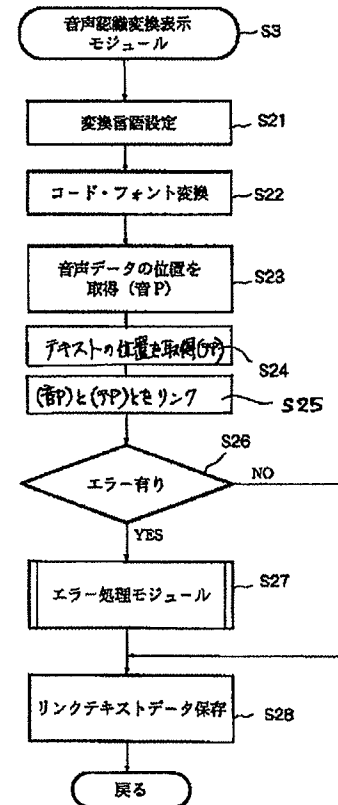 音声認識変換表示
モジュール
S3
変換言語設定
S21
コード・フォント変換
S22
音声データの位置を
取得(音P)
S23
テキストの位置を取得(テP)
S24
(音P)と(テP)とをリンク
S25
S26
エラー有り
NO
YES
エラー処理モジュール
S27
リンクテキストデータ保存
S28
戻る